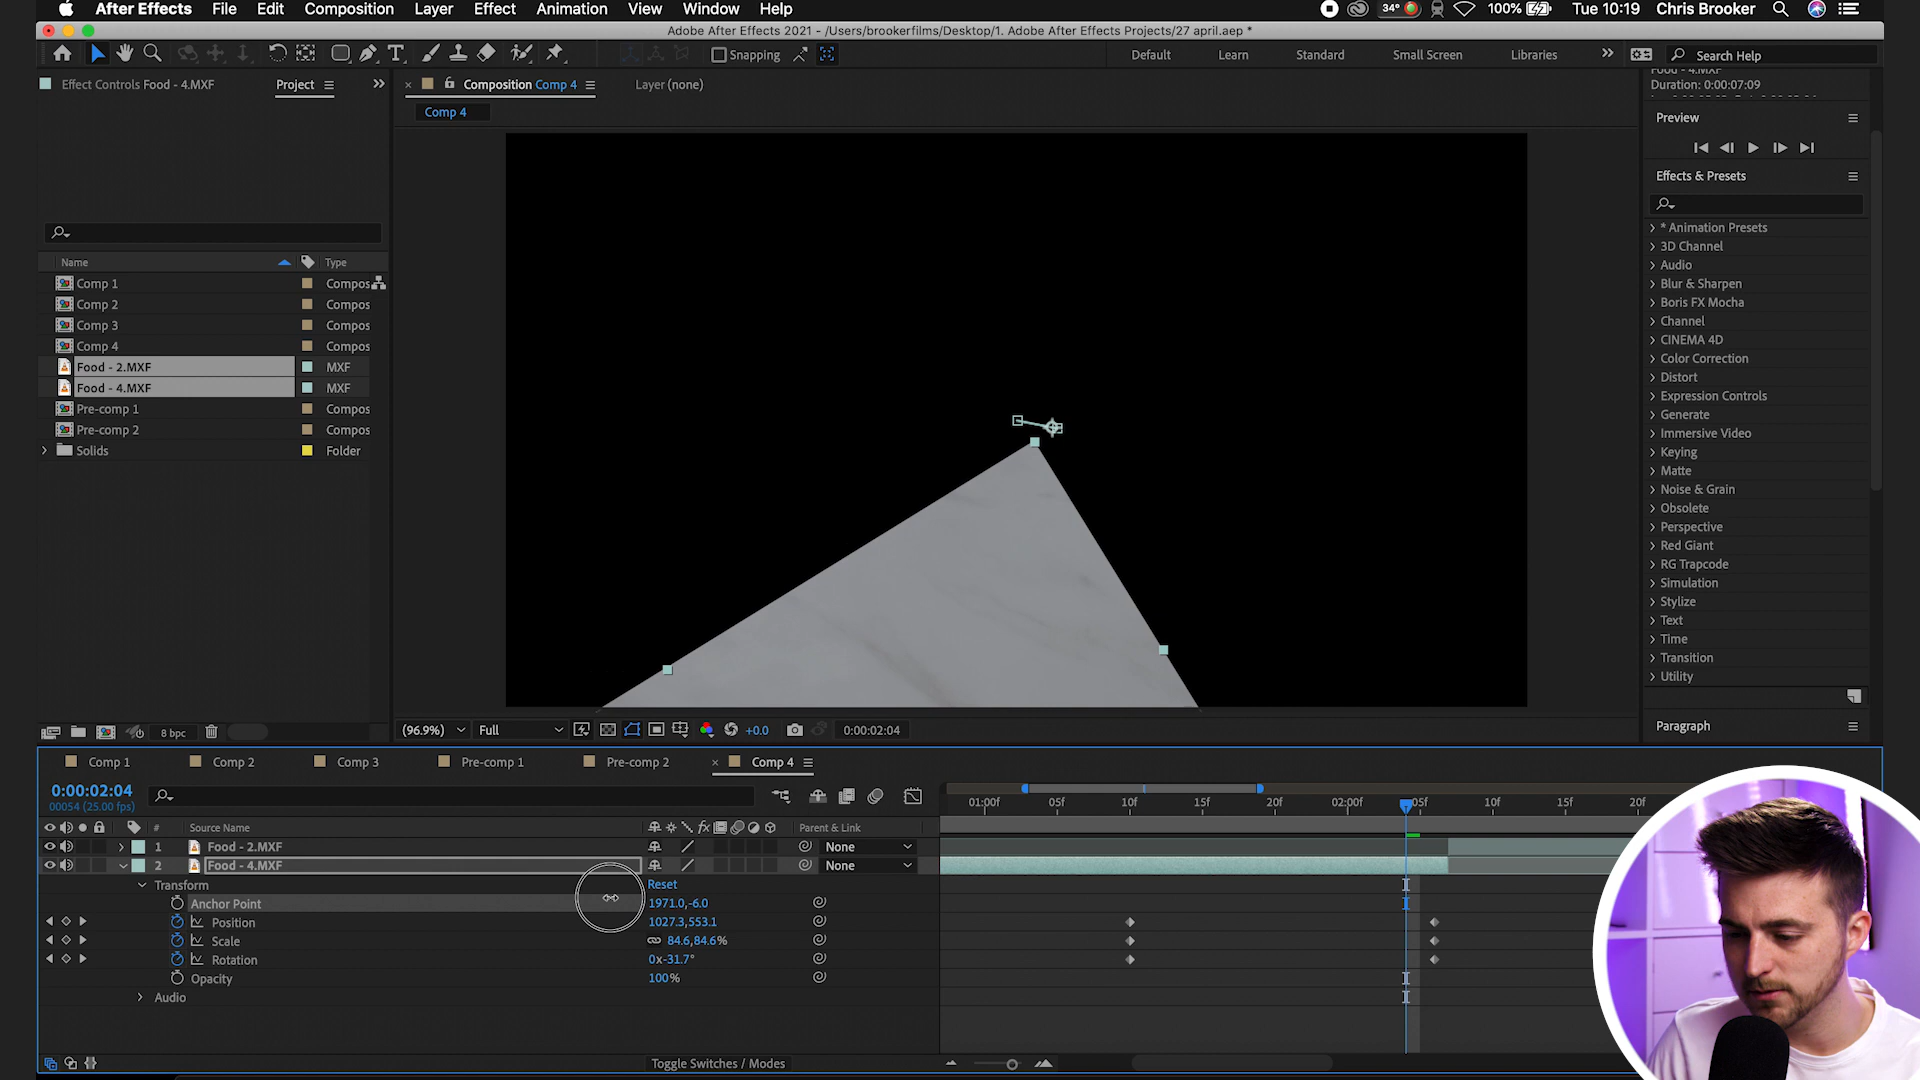 After Effects File Edit Composition Layer Effect Animation View Window Help 34° 100% Tue 10:19 Chris Brooker
Adobe After Effects 2021 - /Users/brookerfilms/Desktop/1. Adobe After Effects Projects/27 april.aep *
Snapping Default Learn Standard Small Screen Libraries Search Help
Effect Controls Food - 4.MXF Project Composition Comp 4 Layer (none)
Duration: 0:00:07:09
Comp 4
Preview
Effects & Presets
* Animation Presets
3D Channel
Audio
Blur & Sharpen
Boris FX Mocha
Channel
CINEMA 4D
Color Correction
Distort
Expression Controls
Generate
Immersive Video
Keying
Matte
Noise & Grain
Obsolete
Perspective
Red Giant
RG Trapcode
Simulation
Stylize
Text
Time
Transition
Utility
Paragraph
Name Type
Comp 1 Compos
Comp 2 Compos
Comp 3 Compos
Comp 4 Compos
Food - 2.MXF MXF
Food - 4.MXF MXF
Pre-comp 1 Compos
Pre-comp 2 Compos
Solids Folder
8 bpc (96.9%) Full +0.0 0:00:02:04
Comp 1 Comp 2 Comp 3 Pre-comp 1 Pre-comp 2 Comp 4
0:00:02:04
00054 (25.00 fps)
01:00f 05f 10f 15f 20f 02:00f 05f 10f 15f 20f
# Source Name fx Parent & Link
1 Food - 2.MXF None
2 Food - 4.MXF None
Transform Reset
Anchor Point 1971.0,-6.0
Position 1027.3,553.1
Scale 84.6,84.6%
Rotation 0x-31.7°
Opacity 100%
Audio
Toggle Switches / Modes